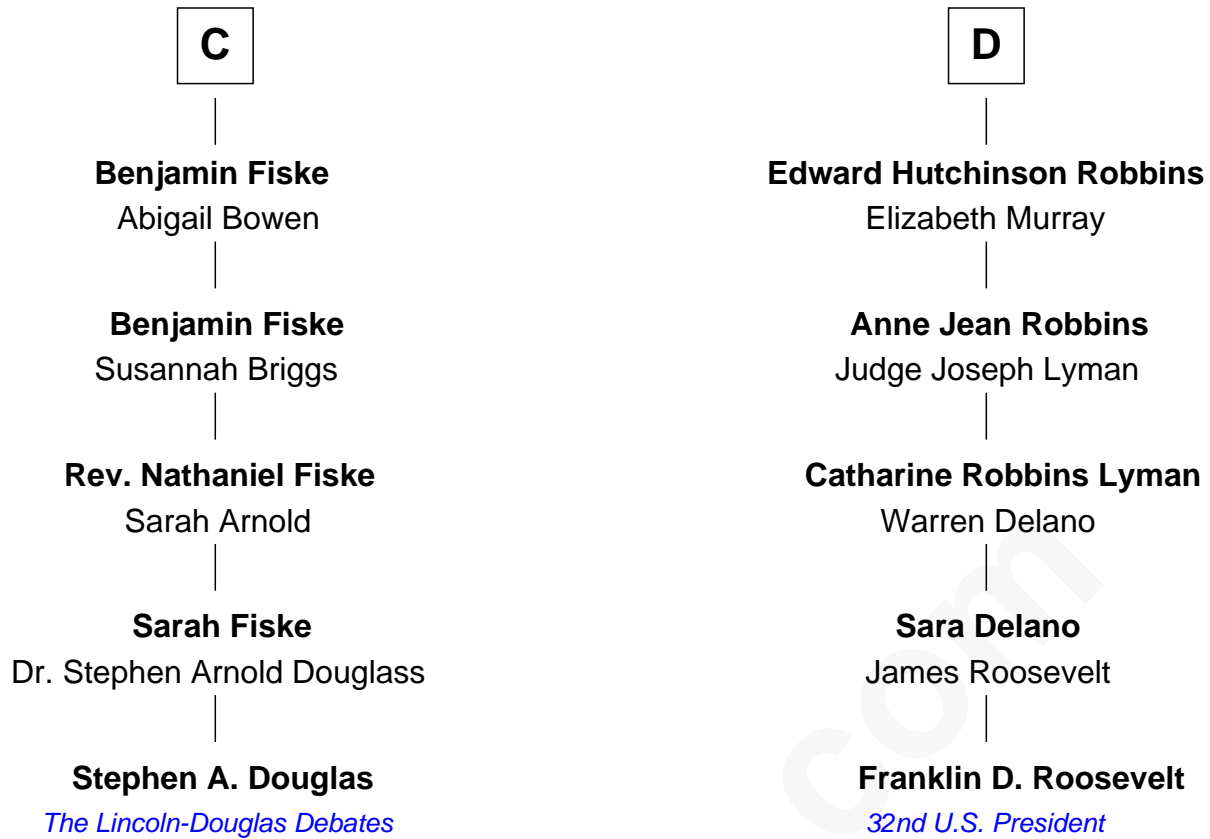 C
Benjamin Fiske
Abigail Bowen
Benjamin Fiske
Susannah Briggs
Rev. Nathaniel Fiske
Sarah Arnold
Sarah Fiske
Dr. Stephen Arnold Douglass
Stephen A. Douglas
The Lincoln-Douglas Debates
D
Edward Hutchinson Robbins
Elizabeth Murray
Anne Jean Robbins
Judge Joseph Lyman
Catharine Robbins Lyman
Warren Delano
Sara Delano
James Roosevelt
Franklin D. Roosevelt
32nd U.S. President
com